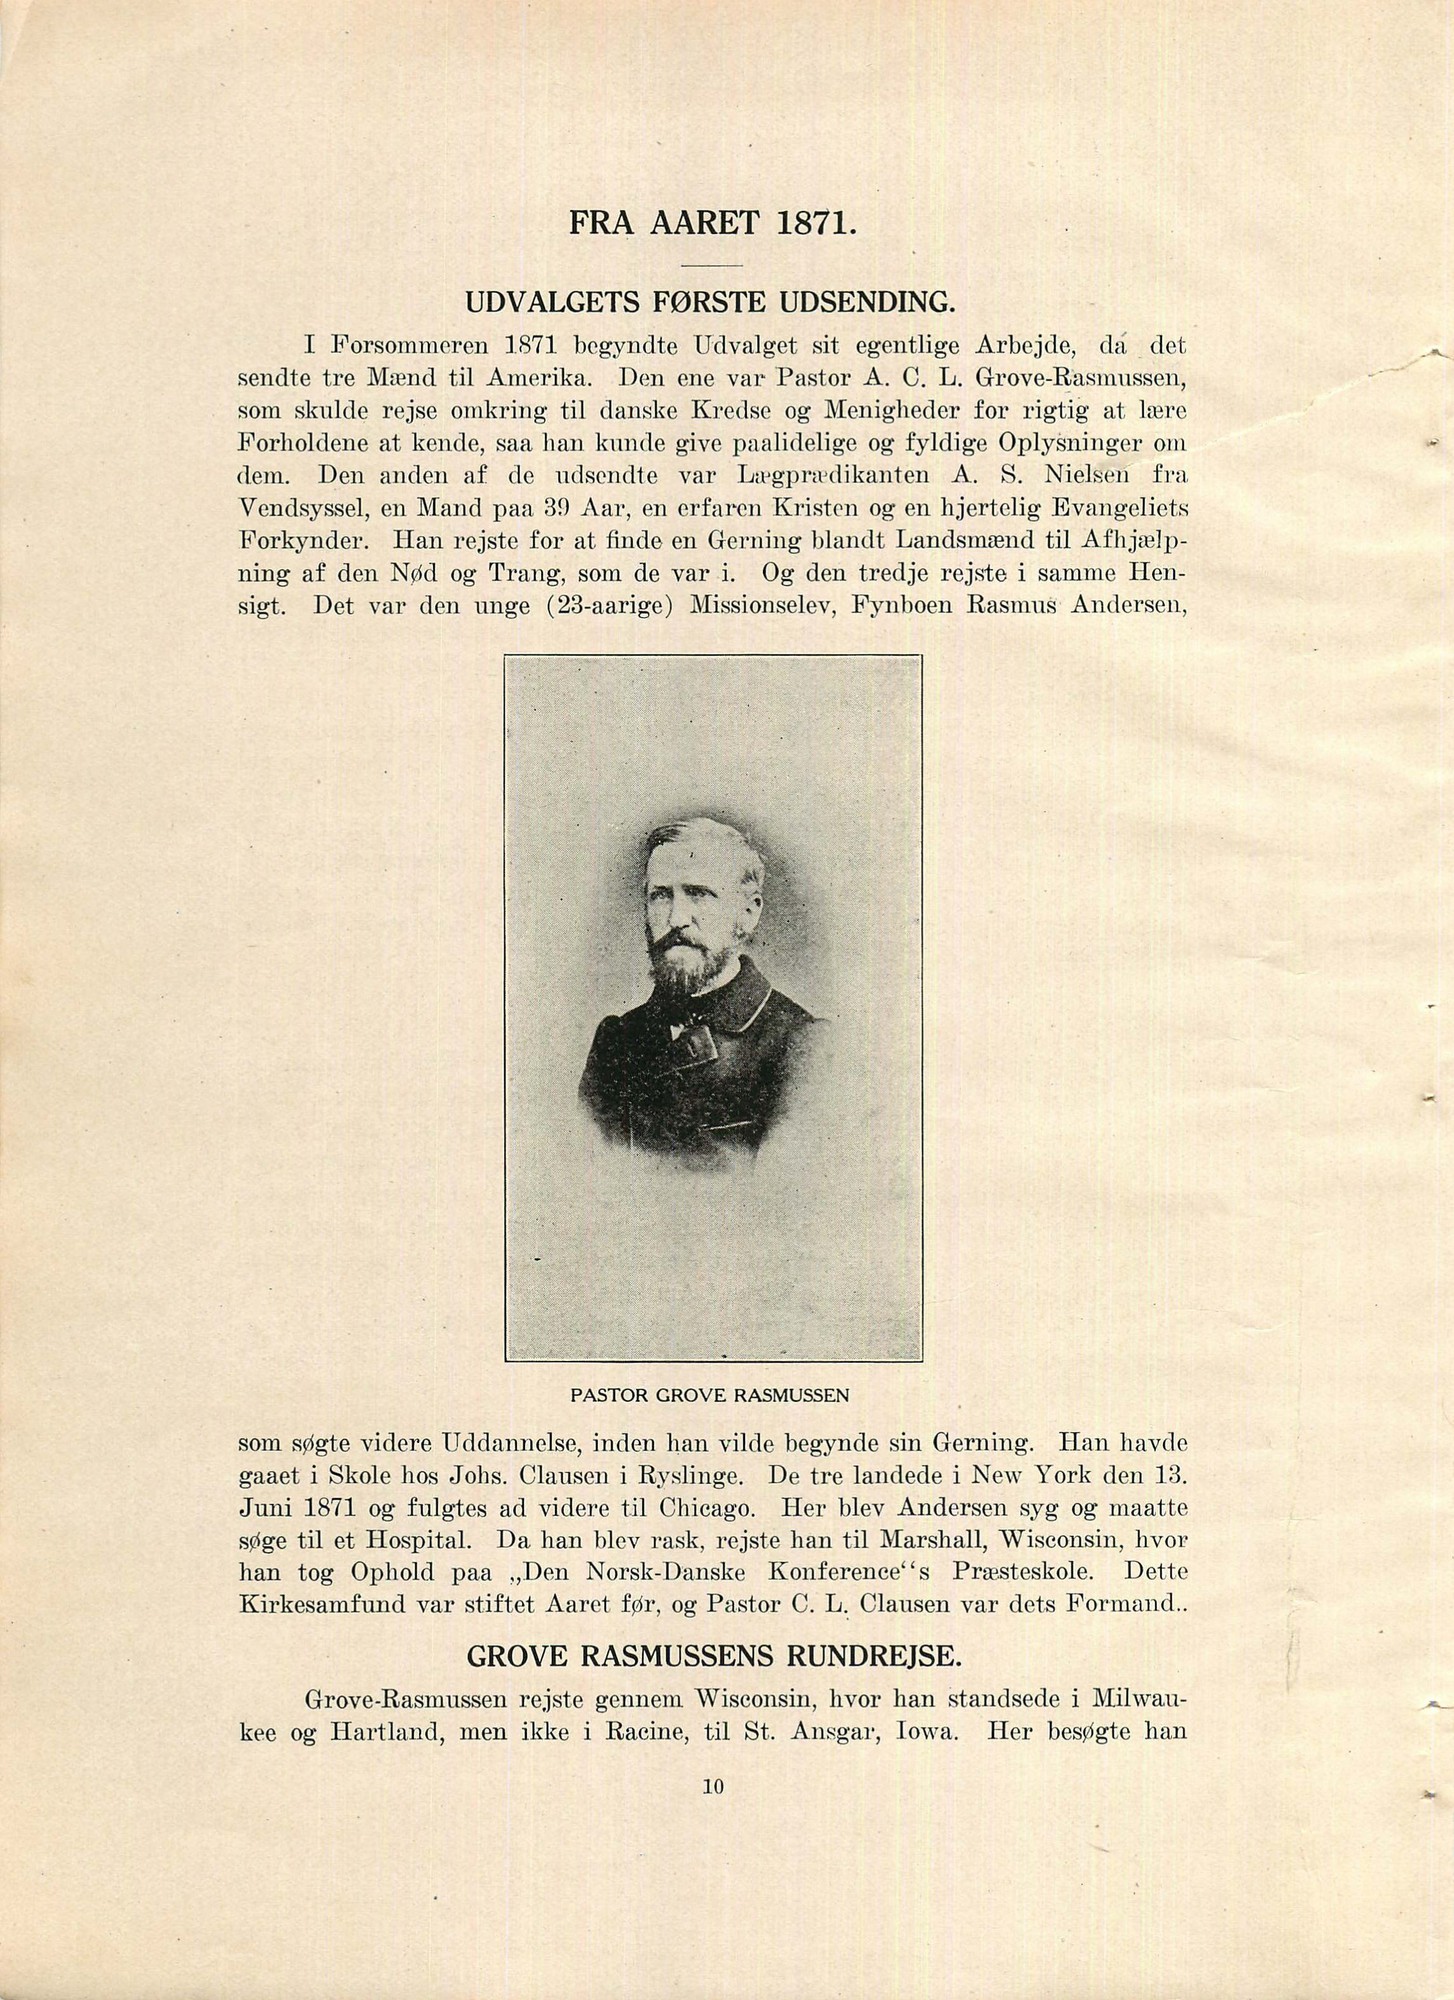 FRA AARET 1871.
UDVALGETS FØRSTE UDSENDING.
I Forsommeren 1871 begyndte Udvalget sit egentlige Arbejde, da det
sendte tre Mænd til Amerika. Den ene var Pastor A. C. L. Grove-Rasmussen,
som skulde rejse omkring til danske Kredse og Menigheder for rigtig at lære
Forholdene at kende, saa han kunde give paalidelige og fyldige Oplysninger om
dem. Den anden af de udsendte var Lægprædikanten A. S. Nielsen fra
Vendsyssel, en Mand paa 39 Aar, en erfaren Kristen og en hjertelig Evangeliets
Forkynder. Han rejste for at finde en Gerning blandt Landsmænd til Afhjælp-
ning af den Nød og Trang, som de var i. Og den tredje rejste i samme Hen-
sigt. Det var den unge (23-aarige) Missionselev, Fynboen Rasmus Andersen,
PASTOR GROVE RASMUSSEN
som søgte videre Uddannelse, inden han vilde begynde sin Gerning. Han havde
gaaet i Skole hos Johs. Clausen i Ryslinge. De tre landede i New York den 13.
Juni 1871 og fulgtes ad videre til Chicago. Her blev Andersen syg og maatte
søge til et Hospital. Da han blev rask, rejste han til Marshall, Wisconsin, hvor
han tog Ophold paa „Den Norsk-Danske Konference“s Præsteskole. Dette
Kirkesamfund var stiftet Aaret før, og Pastor C. L. Clausen var dets Formand..
GROVE RASMUSSENS RUNDREJSE.
Grove-Rasmussen rejste gennem Wisconsin, hvor han standsede i Milwau-
kee og Hartland, men ikke i Racine, til St. Ansgar, Iowa. Her besøgte han
10